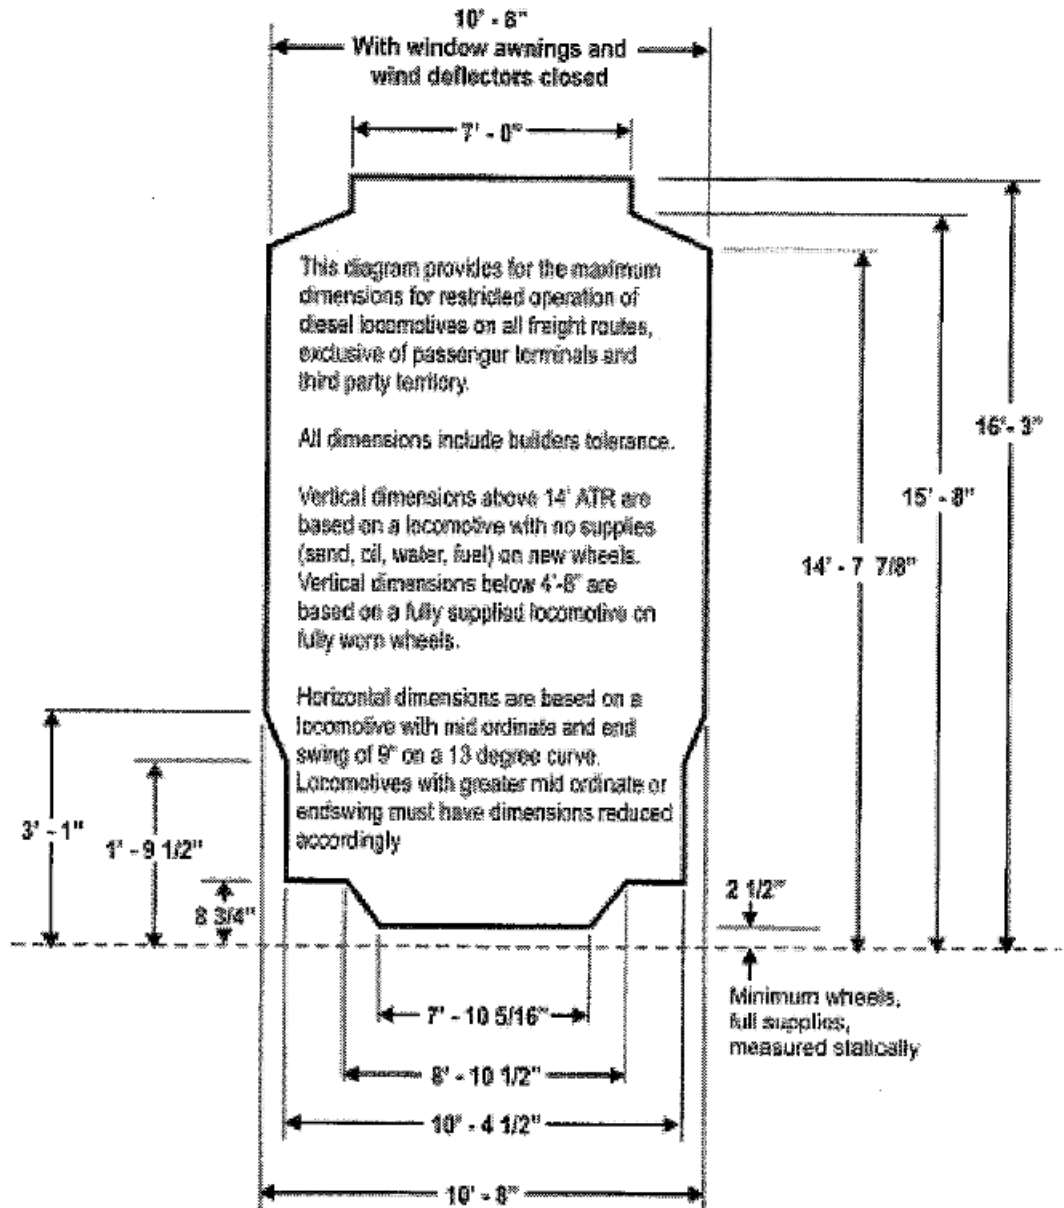 10' - 8"
With window awnings and
wind deflectors closed
7' - 0"
This diagram provides for the maximum
dimensions for restricted operation of
diesel locomotives on all freight routes,
exclusive of passenger terminals and
third party territory.
All dimensions include builders tolerance.
Vertical dimensions above 14' ATR are
based on a locomotive with no supplies
(sand, oil, water, fuel) on new wheels.
Vertical dimensions below 4'-8" are
based on a fully supplied locomotive on
fully worn wheels.
Horizontal dimensions are based on a
locomotive with mid ordinate and end
swing of 9" on a 13 degree curve.
Locomotives with greater mid ordinate or
endswing must have dimensions reduced
accordingly
16' - 3"
15' - 8"
14' - 7 7/8"
3' - 1"
1' - 9 1/2"
8 3/4"
2 1/2"
Minimum wheels,
full supplies,
measured statically
7' - 10 5/16"
8' - 10 1/2"
10' - 4 1/2"
10' - 8"